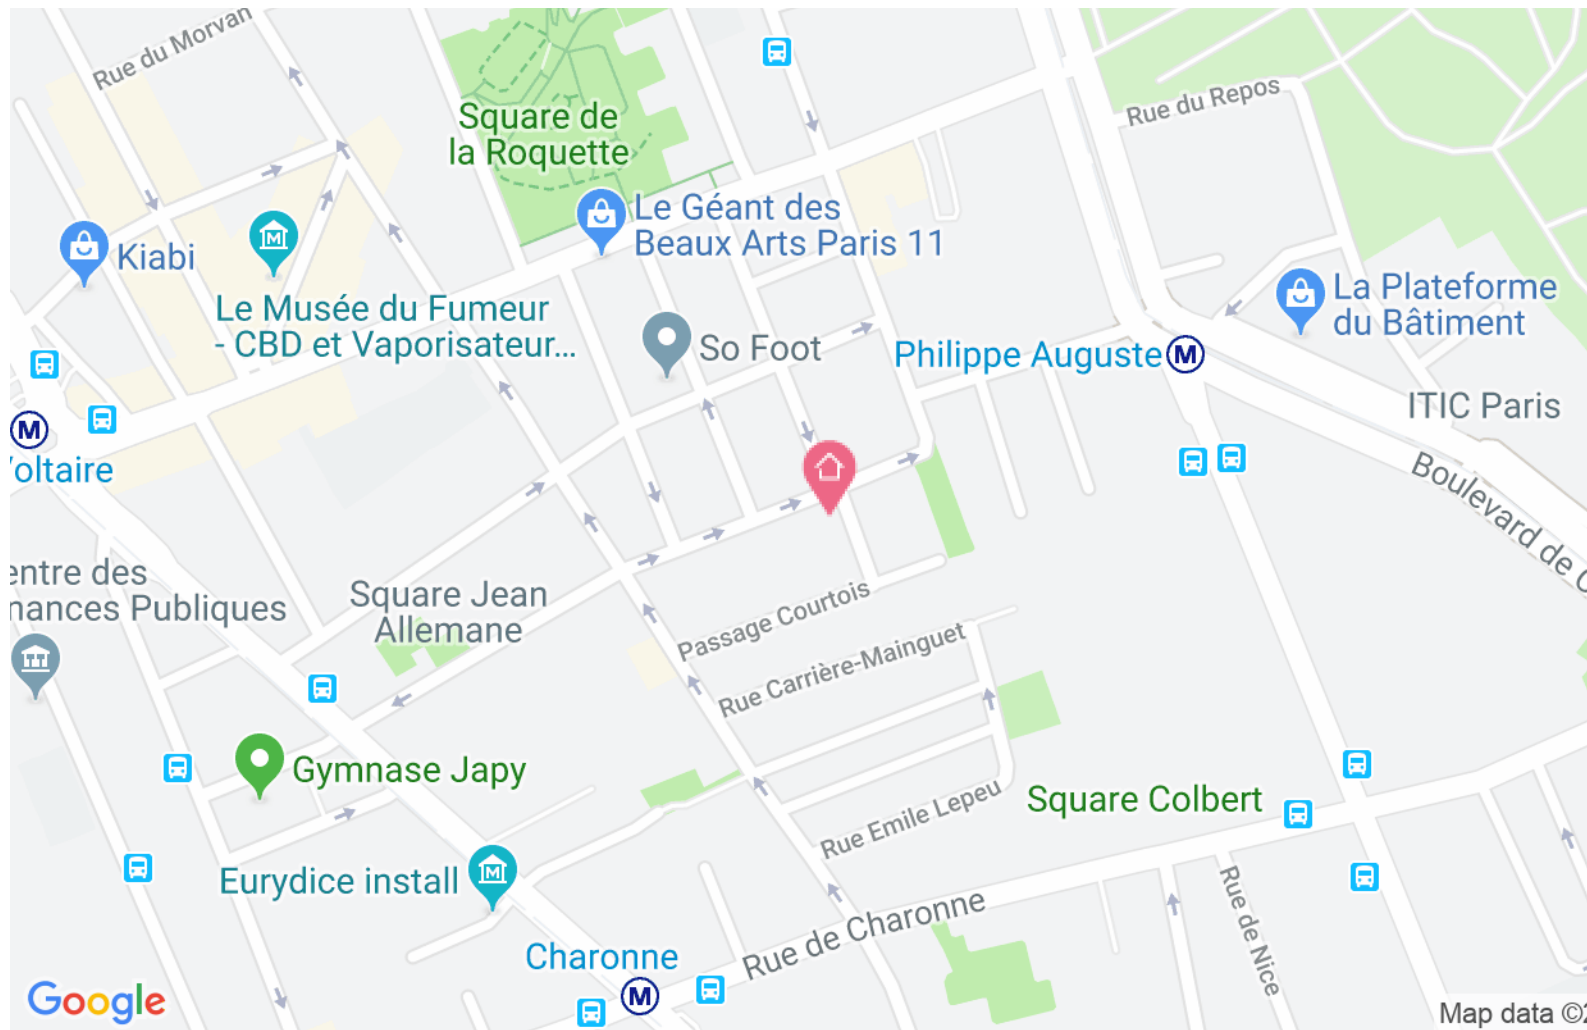 Rue du Morvan
Square de
la Roquette
Rue du Repos
Le Géant des
Beaux Arts Paris 11
Kiabi
Le Musée du Fumeur
- CBD et Vaporisateur...
La Plateforme
du Bâtiment
So Foot
Philippe Auguste
M
ITIC Paris
M
oltaire
Boulevard de C
entre des
nances Publiques
Square Jean
Allemane
Passage Courtois
Rue Carrière-Mainguet
Gymnase Japy
Rue Emile Lepeu
Square Colbert
Eurydice install
M
Rue de Charonne
Rue de Nice
Charonne
M
Google
Map data ©2